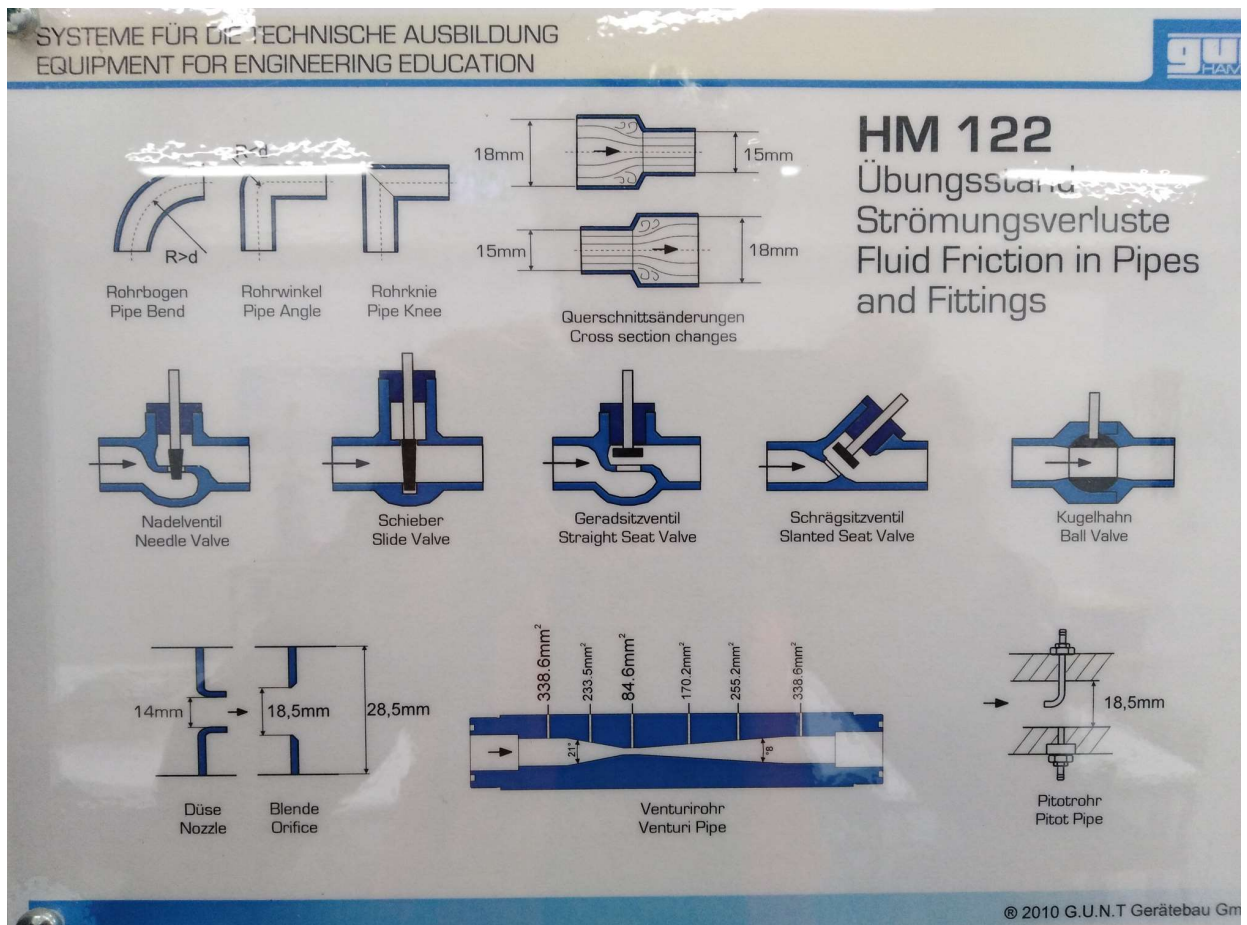 SYSTEME FÜR DIE TECHNISCHE AUSBILDUNG
EQUIPMENT FOR ENGINEERING EDUCATION
HM 122
Übungsstand
Strömungsverluste
Fluid Friction in Pipes
and Fittings
R>d
R>d
Rohrbogen
Pipe Bend
Rohrwinkel
Pipe Angle
Rohrknie
Pipe Knee
18mm
15mm
15mm
18mm
Querschnittsänderungen
Cross section changes
Nadelventil
Needle Valve
Schieber
Slide Valve
Geradsitzventil
Straight Seat Valve
Schrägsitzventil
Slanted Seat Valve
Kugelhahn
Ball Valve
14mm
18,5mm
28,5mm
Düse
Nozzle
Blende
Orifice
338.6mm²
233.5mm²
84.6mm²
170.2mm²
255.2mm²
338.6mm²
21°
8°
Venturirohr
Venturi Pipe
18,5mm
Pitotrohr
Pitot Pipe
® 2010 G.U.N.T Gerätebau Gm